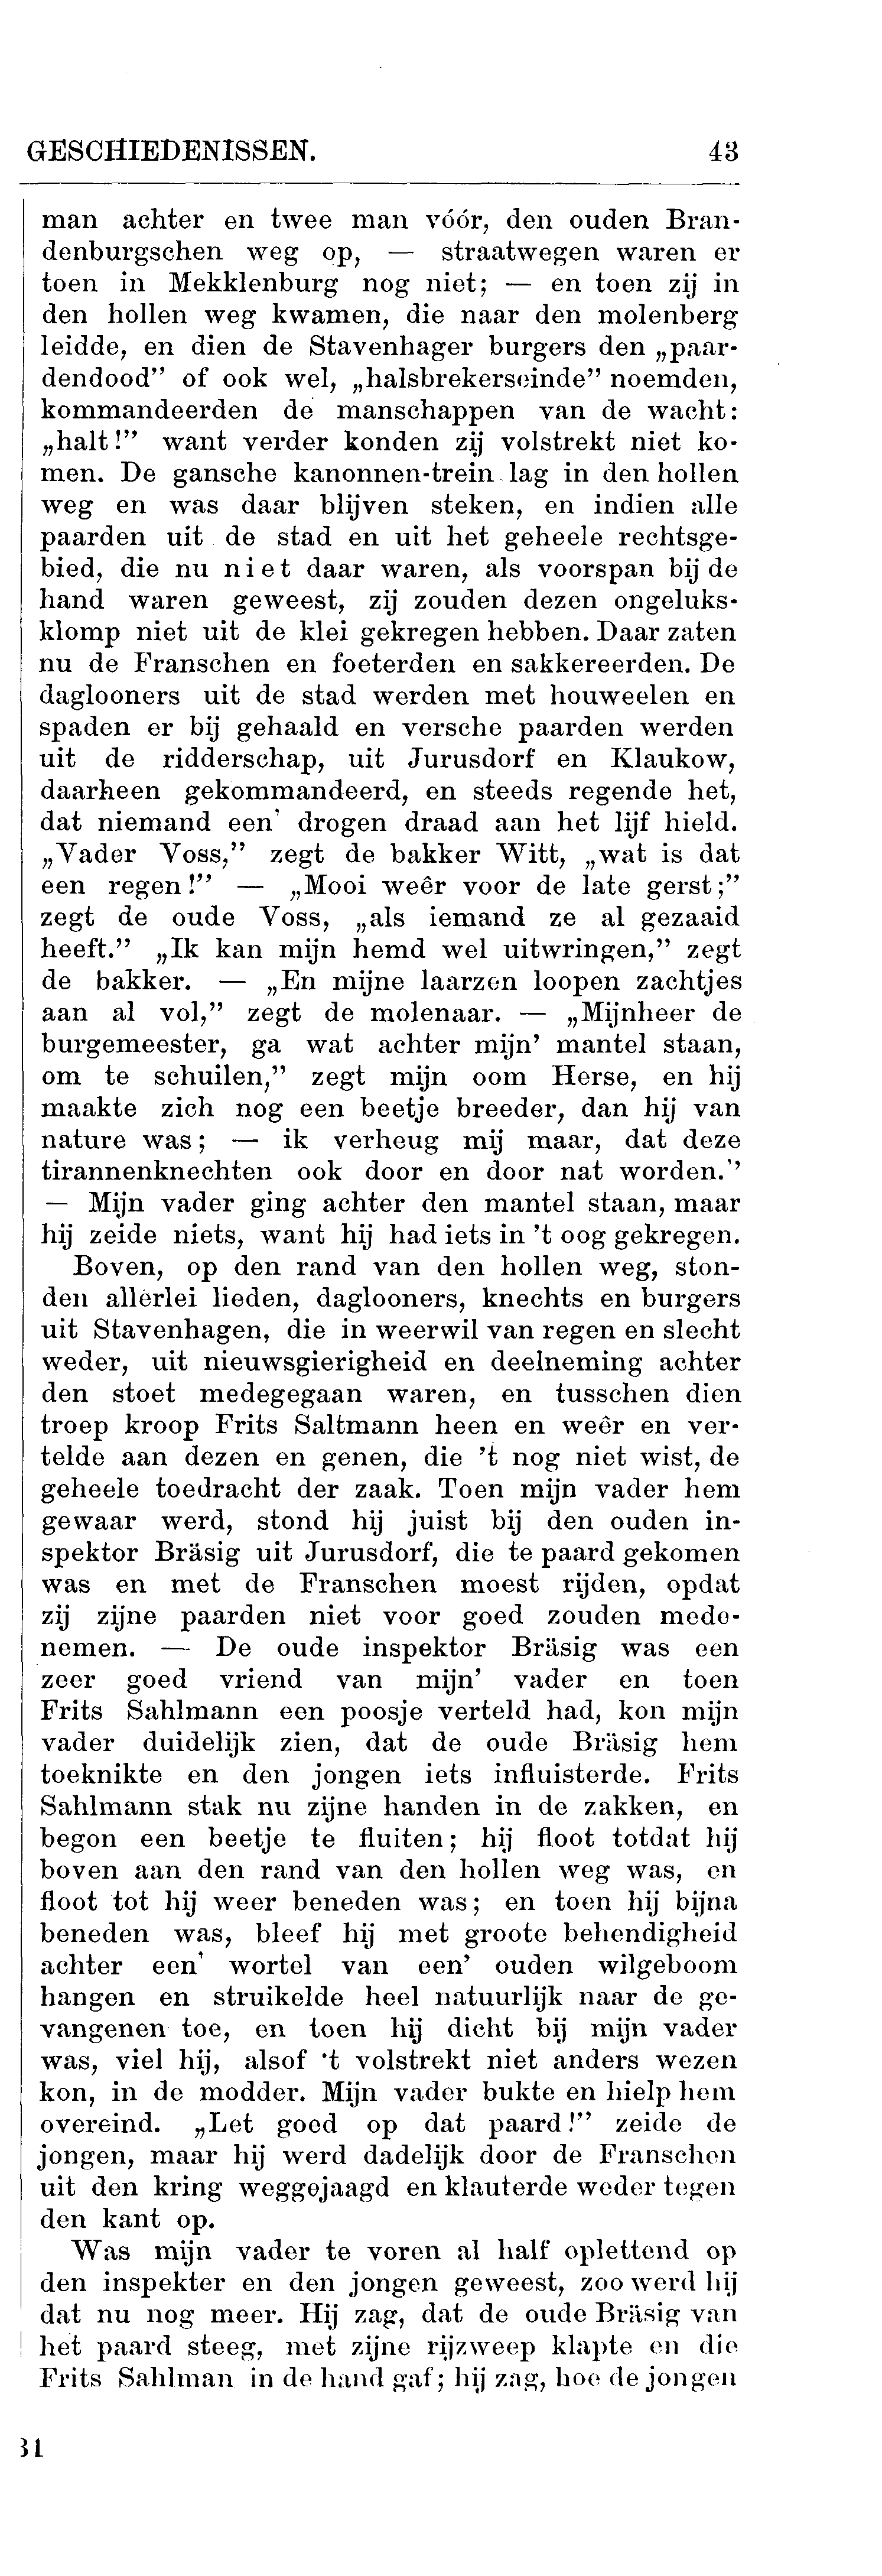 GESCHIEDENISSEN. 43
man achter en twee man vóór, den ouden Bran-
denburgschen weg op, — straatwegen waren er
toen in Mekklenburg nog niet; — en toen zij in
den hollen weg kwamen, die naar den molenberg
leidde, en dien de Stavenhager burgers den „paar-
dendood” of ook wel, „halsbrekerseinde” noemden,
kommandeerden de manschappen van de wacht:
„halt!” want verder konden zij volstrekt niet ko-
men. De gansche kanonnen-trein lag in den hollen
weg en was daar blijven steken, en indien alle
paarden uit de stad en uit het geheele rechtsge-
bied, die nu niet daar waren, als voorspan bij de
hand waren geweest, zij zouden dezen ongeluks-
klomp niet uit de klei gekregen hebben. Daar zaten
nu de Franschen en foeterden en sakkereerden. De
daglooners uit de stad werden met houweelen en
spaden er bij gehaald en versche paarden werden
uit de ridderschap, uit Jurusdorf en Klaukow,
daarheen gekommandeerd, en steeds regende het,
dat niemand een' drogen draad aan het lijf hield.
„Vader Voss,” zegt de bakker Witt, „wat is dat
een regen!” — „Mooi weêr voor de late gerst;”
zegt de oude Voss, „als iemand ze al gezaaid
heeft.” „Ik kan mijn hemd wel uitwringen,” zegt
de bakker. — „En mijne laarzen loopen zachtjes
aan al vol,” zegt de molenaar. — „Mijnheer de
burgemeester, ga wat achter mijn’ mantel staan,
om te schuilen,” zegt mijn oom Herse, en hij
maakte zich nog een beetje breeder, dan hij van
nature was; — ik verheug mij maar, dat deze
tirannenknechten ook door en door nat worden.”
— Mijn vader ging achter den mantel staan, maar
hij zeide niets, want hij had iets in ’t oog gekregen.
Boven, op den rand van den hollen weg, ston-
den allerlei lieden, daglooners, knechts en burgers
uit Stavenhagen, die in weerwil van regen en slecht
weder, uit nieuwsgierigheid en deelneming achter
den stoet medegegaan waren, en tusschen dien
troep kroop Frits Saltmann heen en weêr en ver-
telde aan dezen en genen, die ’t nog niet wist, de
geheele toedracht der zaak. Toen mijn vader hem
gewaar werd, stond hij juist bij den ouden in-
spektor Bräsig uit Jurusdorf, die te paard gekomen
was en met de Franschen moest rijden, opdat
zij zijne paarden niet voor goed zouden mede-
nemen. — De oude inspektor Bräsig was een
zeer goed vriend van mijn’ vader en toen
Frits Sahlmann een poosje verteld had, kon mijn
vader duidelijk zien, dat de oude Bräsig hem
toeknikte en den jongen iets influisterde. Frits
Sahlmann stak nu zijne handen in de zakken, en
begon een beetje te fluiten; hij floot totdat hij
boven aan den rand van den hollen weg was, en
floot tot hij weer beneden was; en toen hij bijna
beneden was, bleef hij met groote behendigheid
achter een' wortel van een’ ouden wilgeboom
hangen en struikelde heel natuurlijk naar de ge-
vangenen toe, en toen hij dicht bij mijn vader
was, viel hij, alsof 't volstrekt niet anders wezen
kon, in de modder. Mijn vader bukte en hielp hem
overeind. „Let goed op dat paard!” zeide de
jongen, maar hij werd dadelijk door de Franschen
uit den kring weggejaagd en klauterde weder tegen
den kant op.
Was mijn vader te voren al half oplettend op
den inspekter en den jongen geweest, zoo werd hij
dat nu nog meer. Hij zag, dat de oude Bräsig van
het paard steeg, met zijne rijzweep klapte en die
Frits Sahlman in de hand gaf; hij zag, hoe de jongen
31